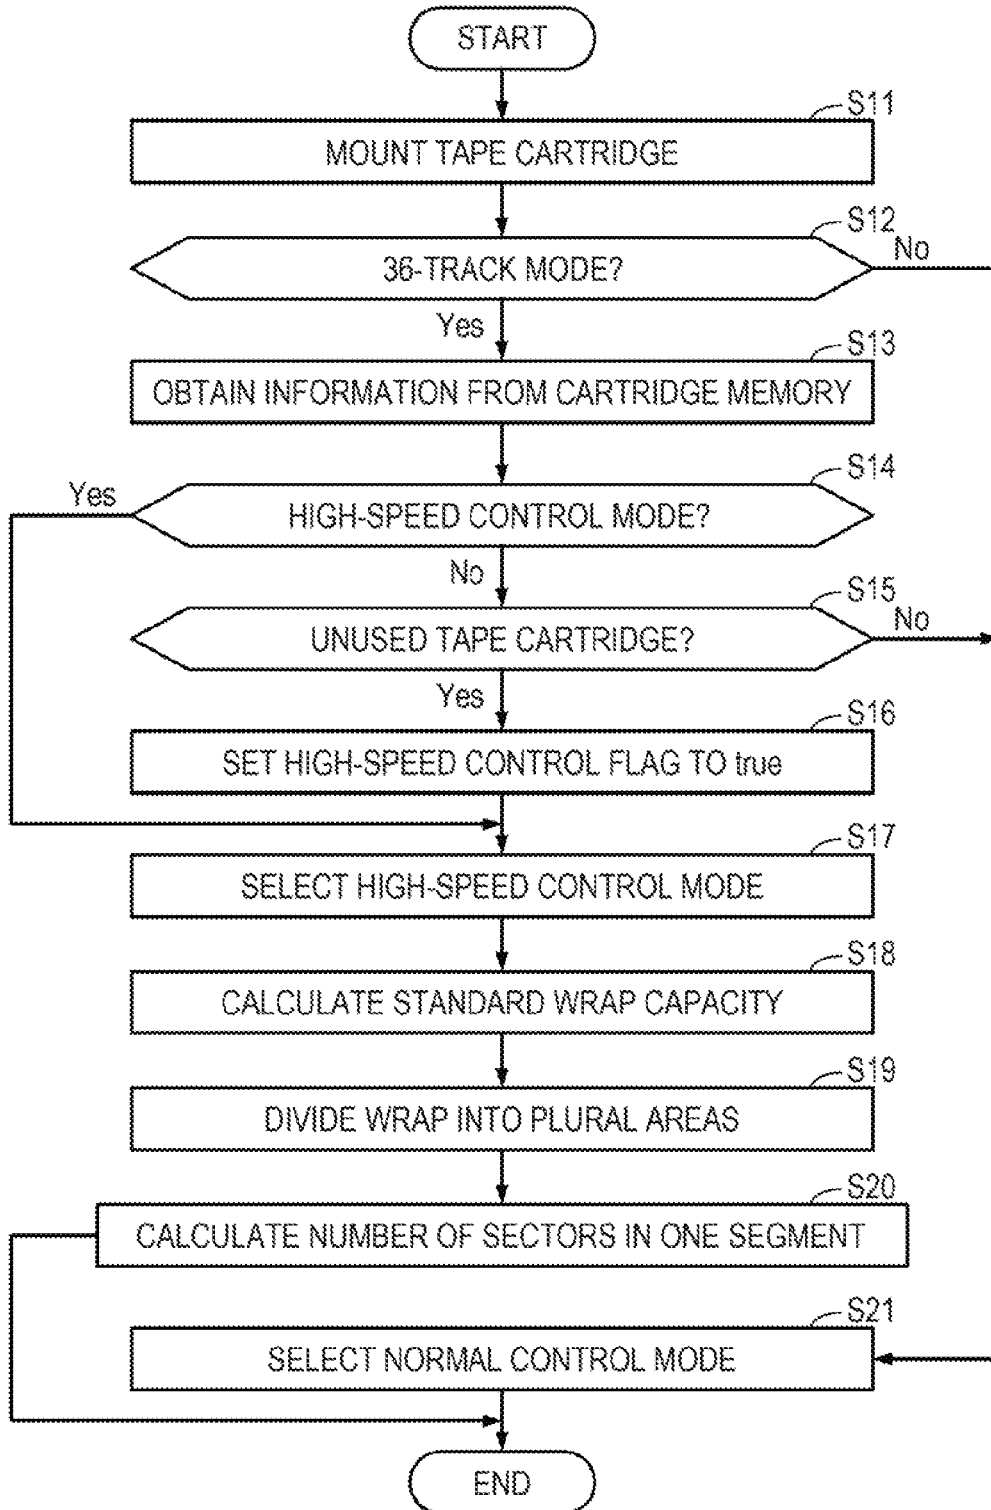 START
S11
MOUNT TAPE CARTRIDGE
S12
36-TRACK MODE?
No
Yes
S13
OBTAIN INFORMATION FROM CARTRIDGE MEMORY
S14
Yes
HIGH-SPEED CONTROL MODE?
No
S15
UNUSED TAPE CARTRIDGE?
No
Yes
S16
SET HIGH-SPEED CONTROL FLAG TO true
S17
SELECT HIGH-SPEED CONTROL MODE
S18
CALCULATE STANDARD WRAP CAPACITY
S19
DIVIDE WRAP INTO PLURAL AREAS
S20
CALCULATE NUMBER OF SECTORS IN ONE SEGMENT
S21
SELECT NORMAL CONTROL MODE
END